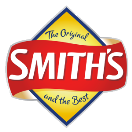 The Original
SMITH'S
and the Best